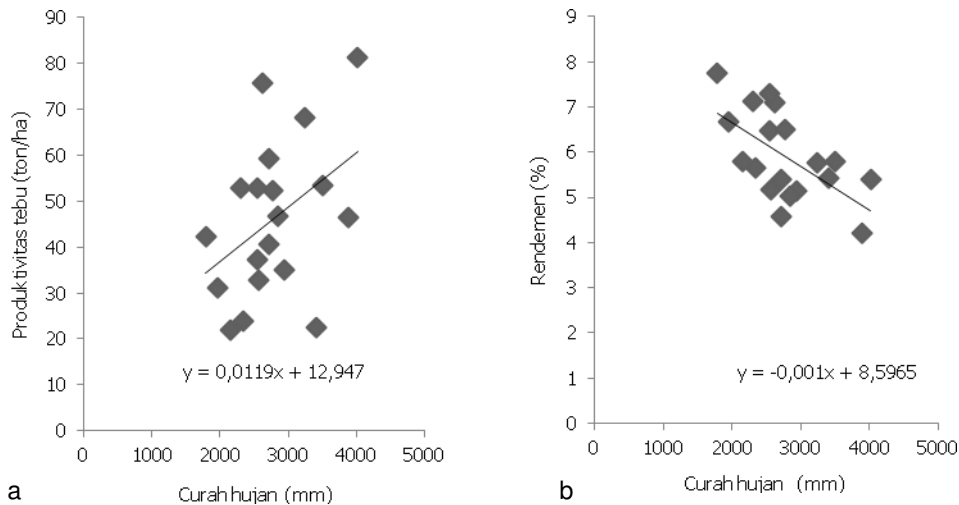 90
80
70
60
50
40
30
20
10
0
Produktivitas tebu (ton/ha)
y = 0,0119x + 12,947
0 1000 2000 3000 4000 5000
Curah hujan (mm)
a
9
8
7
6
5
4
3
2
1
0
Rendemen (%)
y = -0,001x + 8,5965
0 1000 2000 3000 4000 5000
Curah hujan (mm)
b